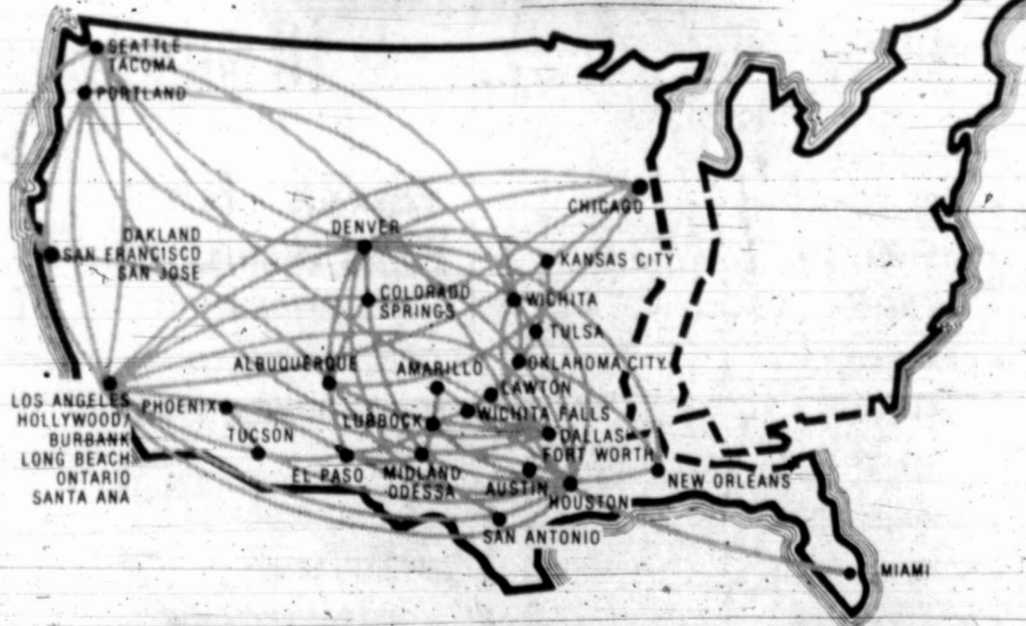 SEATTLE
TACOMA
PORTLAND
CHICAGO
DENVER
OAKLAND
SAN FRANCISCO
SAN JOSE
KANSAS CITY
COLORADO
SPRINGS
WICHITA
TULSA
ALBUQUERQUE
AMARILLO
OKLAHOMA CITY
LAWTON
LOS ANGELES
HOLLYWOOD/
BURBANK
LONG BEACH
ONTARIO
SANTA ANA
PHOENIX
TUCSON
LUBBOCK
WICHITA FALLS
DALLAS
FORT WORTH
EL PASO
MIDLAND
ODESSA
AUSTIN
HOUSTON
NEW ORLEANS
SAN ANTONIO
MIAMI